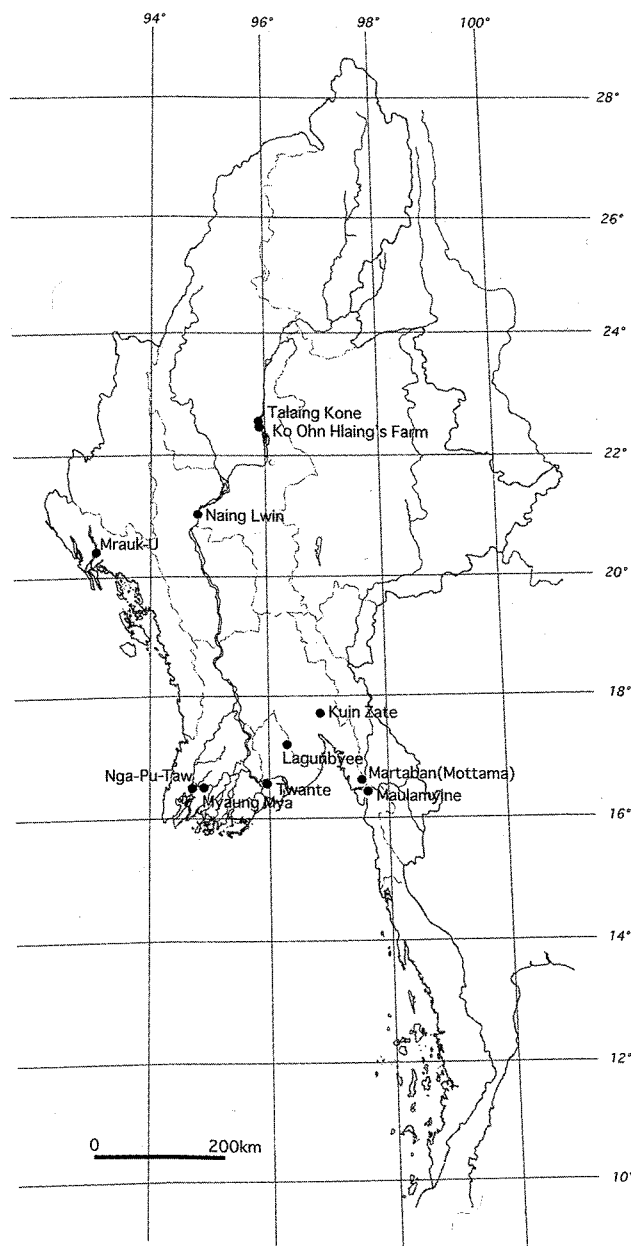 94° 96° 98° 100°
28°
26°
24°
Talaing Kone
Ko Ohn Hlaing's Farm
22°
Naing Lwin
Mrauk-U
20°
18°
Kuin Zate
Lagunbyee
Nga-Pu-Taw
Martaban(Mottama)
Twante
Myaung Mya
Maulamyine
16°
14°
12°
0 200km
10°